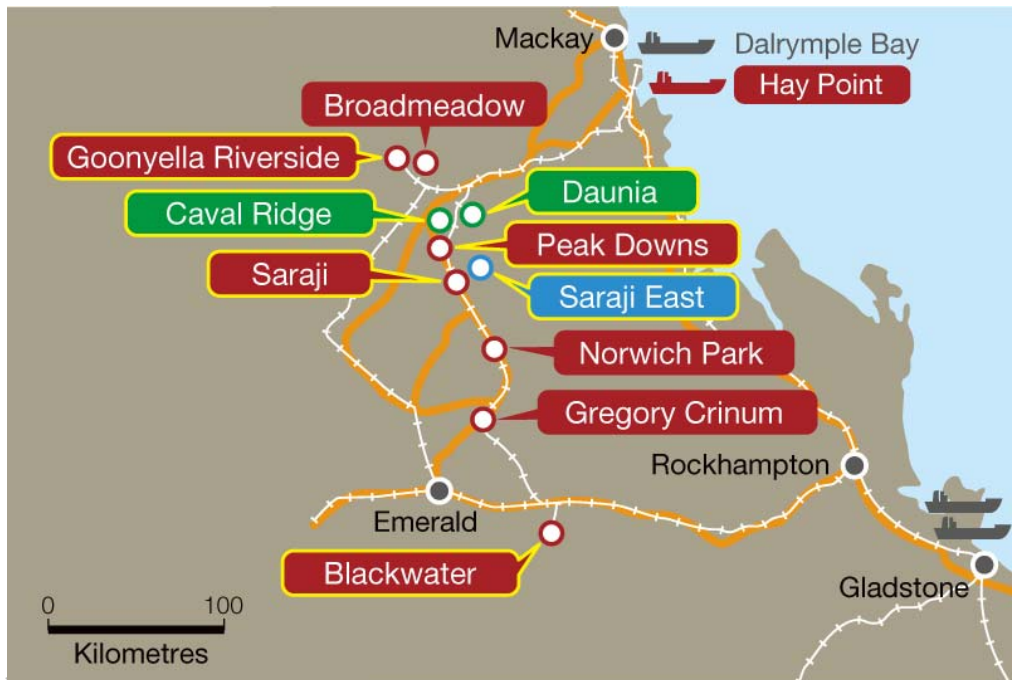 Mackay
Dalrymple Bay
Hay Point
Broadmeadow
Goonyella Riverside
Daunia
Caval Ridge
Peak Downs
Saraji
Saraji East
Norwich Park
Gregory Crinum
Rockhampton
Emerald
Blackwater
Gladstone
0 100
Kilometres